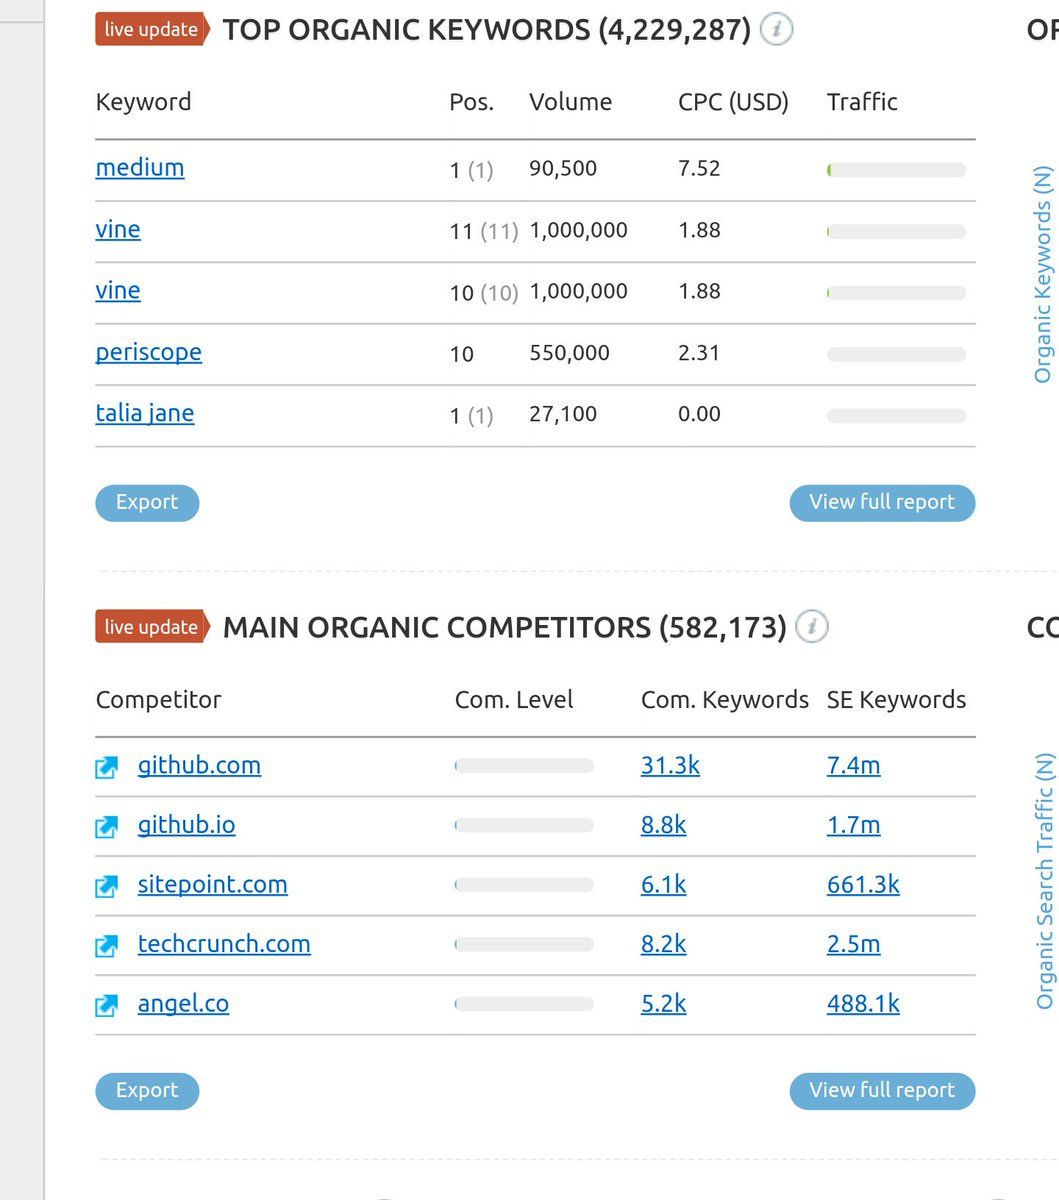 live update TOP ORGANIC KEYWORDS (4,229,287) i
Keyword Pos. Volume CPC (USD) Traffic
medium 1 (1) 90,500 7.52
vine 11 (11) 1,000,000 1.88
vine 10 (10) 1,000,000 1.88
periscope 10 550,000 2.31
talia jane 1 (1) 27,100 0.00
Export View full report
Organic Keywords (N)
live update MAIN ORGANIC COMPETITORS (582,173) i
Competitor Com. Level Com. Keywords SE Keywords
github.com 31.3k 7.4m
github.io 8.8k 1.7m
sitepoint.com 6.1k 661.3k
techcrunch.com 8.2k 2.5m
angel.co 5.2k 488.1k
Export View full report
Organic Search Traffic (N)